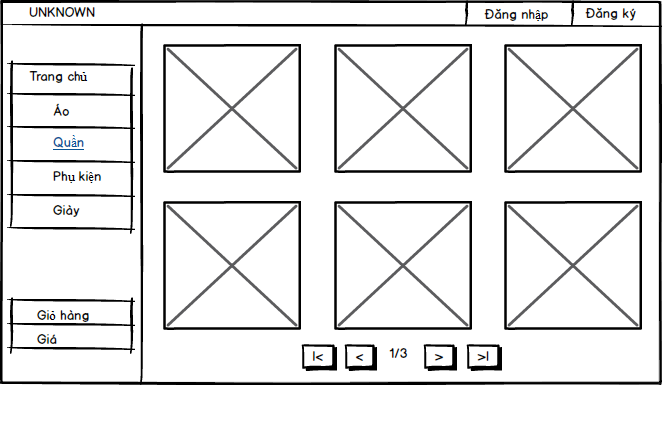 UNKNOWN
Đăng nhập
Đăng ký
Trang chủ
Áo
Quần
Phụ kiện
Giày
Giỏ hàng
Giá
|<
<
1/3
>
>|